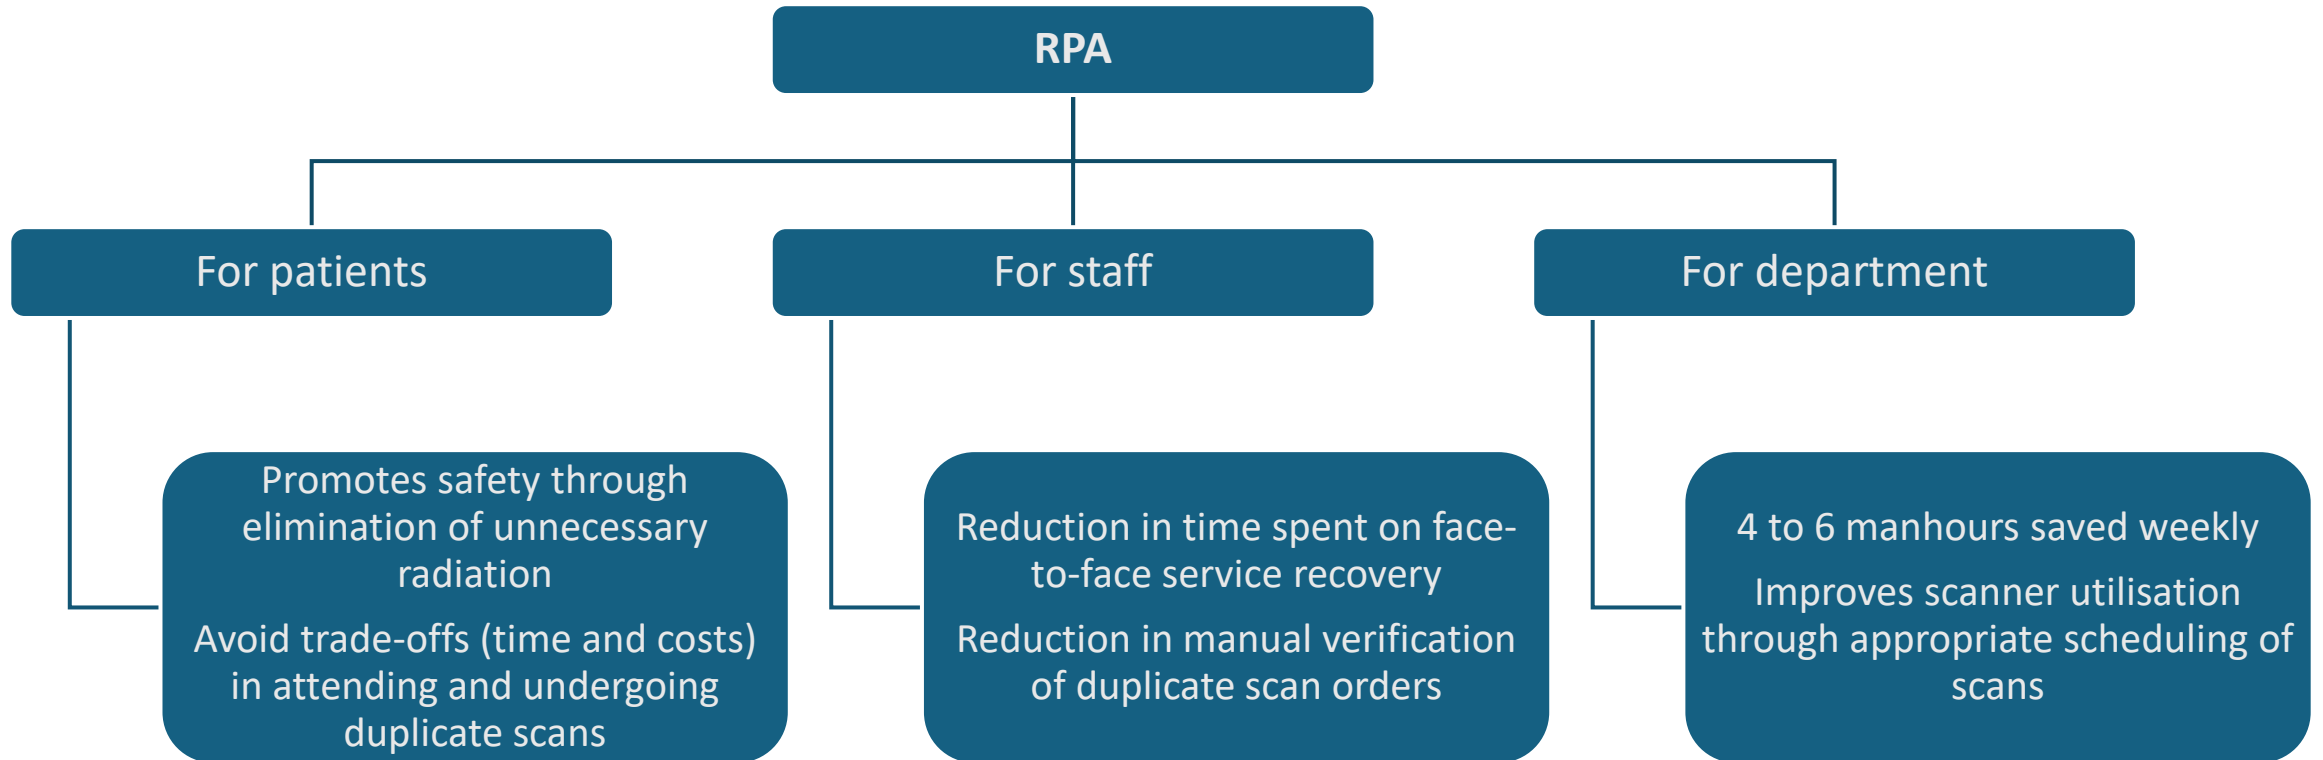 RPA
For patients
For staff
For department
Promotes safety through
elimination of unnecessary
radiation
Avoid trade-offs (time and costs)
in attending and undergoing
duplicate scans
Reduction in time spent on face-
to-face service recovery
Reduction in manual verification
of duplicate scan orders
4 to 6 manhours saved weekly
Improves scanner utilisation
through appropriate scheduling of
scans